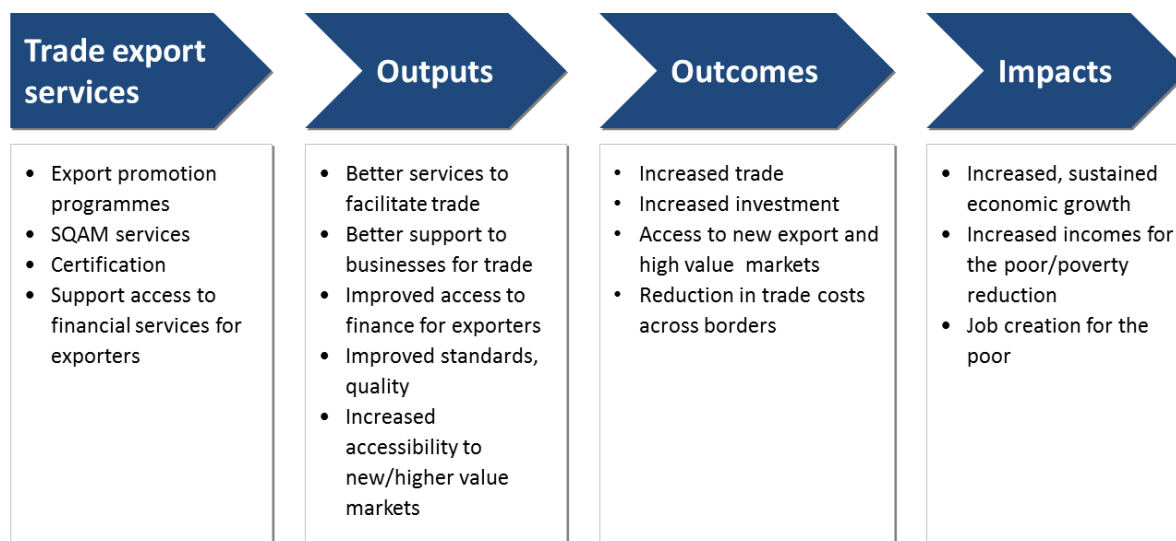 Trade export
services
Outputs
Outcomes
Impacts
• Export promotion
programmes
• SQAM services
• Certification
• Support access to
financial services for
exporters
• Better services to
facilitate trade
• Better support to
businesses for trade
• Improved access to
finance for exporters
• Improved standards,
quality
• Increased
accessibility to
new/higher value
markets
• Increased trade
• Increased investment
• Access to new export and
high value markets
• Reduction in trade costs
across borders
• Increased, sustained
economic growth
• Increased incomes for
the poor/poverty
reduction
• Job creation for the
poor